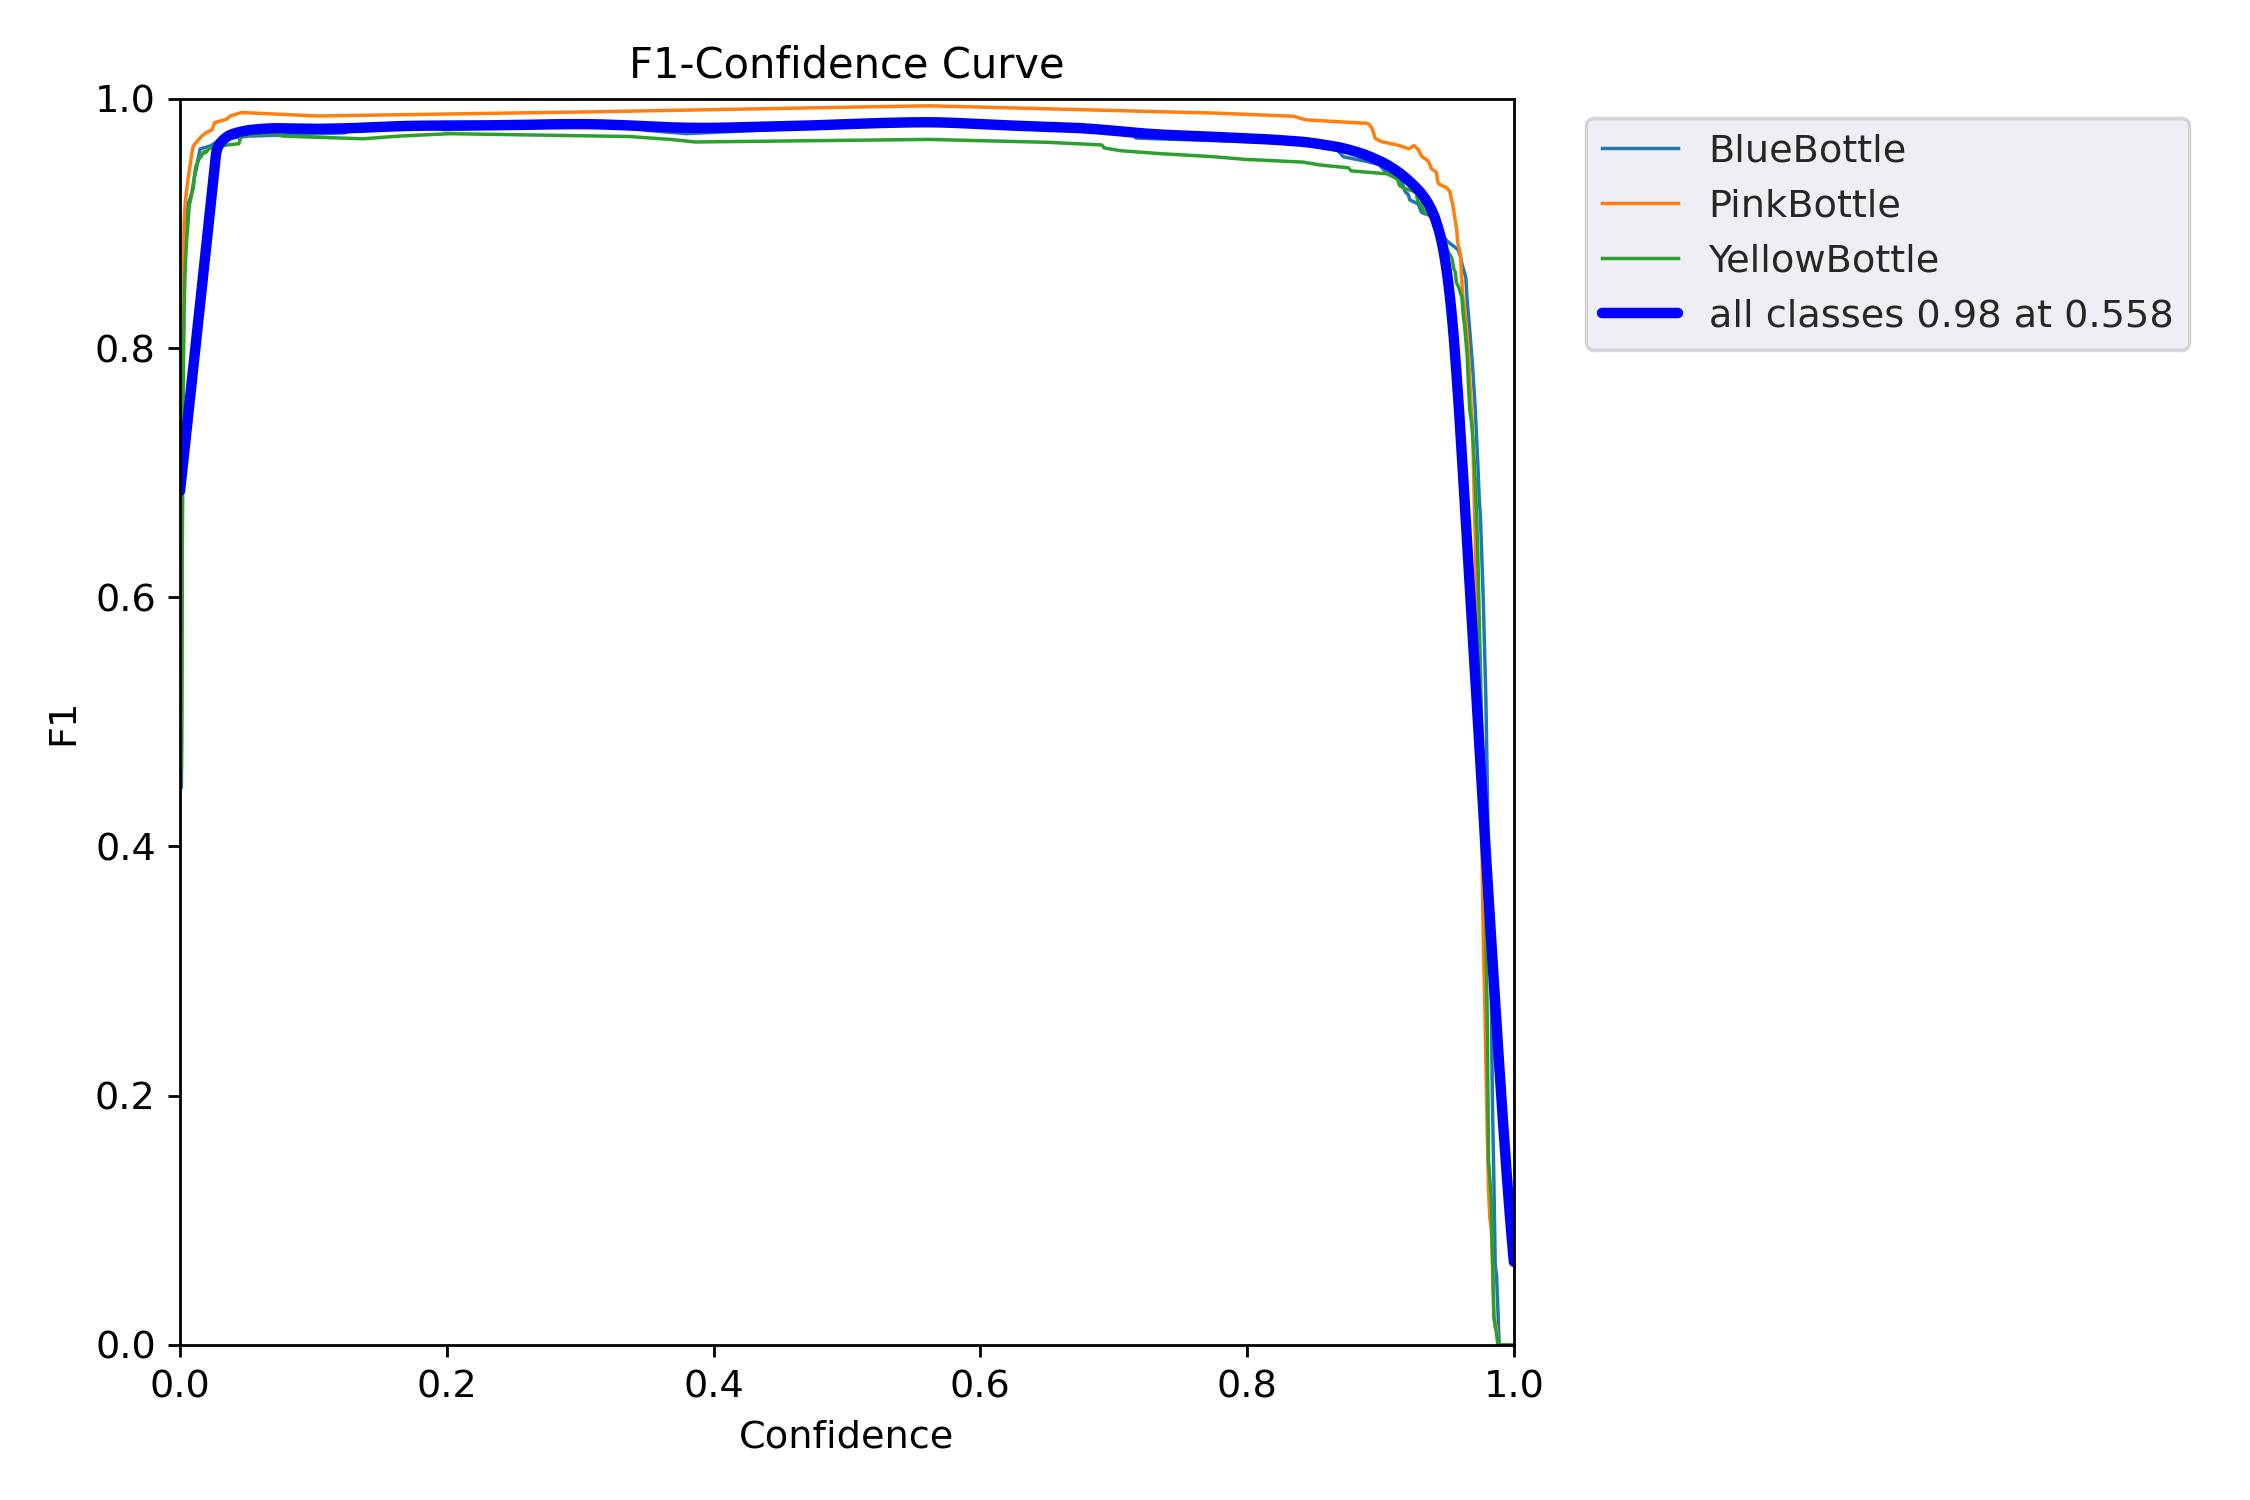 F1-Confidence Curve
1.0
0.8
0.6
0.4
0.2
0.0
F1
0.0 0.2 0.4 0.6 0.8 1.0
Confidence
BlueBottle
PinkBottle
YellowBottle
all classes 0.98 at 0.558